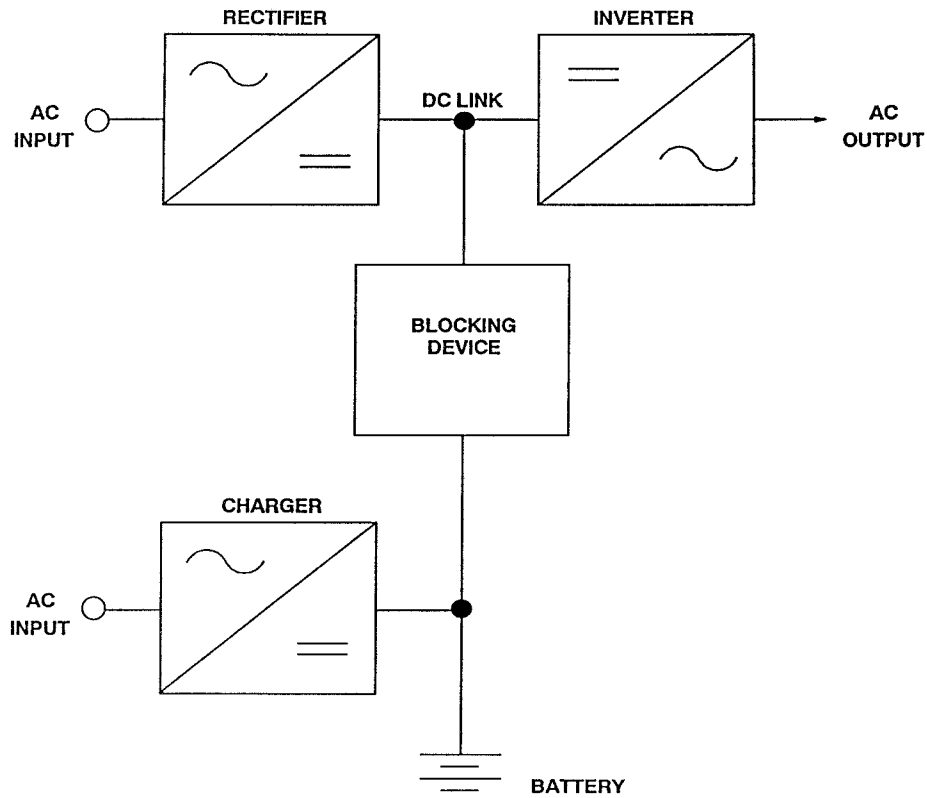 RECTIFIER
INVERTER
AC
INPUT
DC LINK
AC
OUTPUT
BLOCKING
DEVICE
CHARGER
AC
INPUT
BATTERY